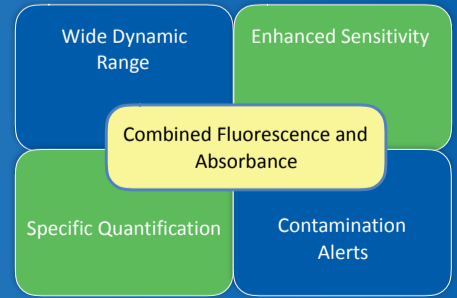 Wide Dynamic
Range
Enhanced Sensitivity
Combined Fluorescence and
Absorbance
Specific Quantification
Contamination
Alerts